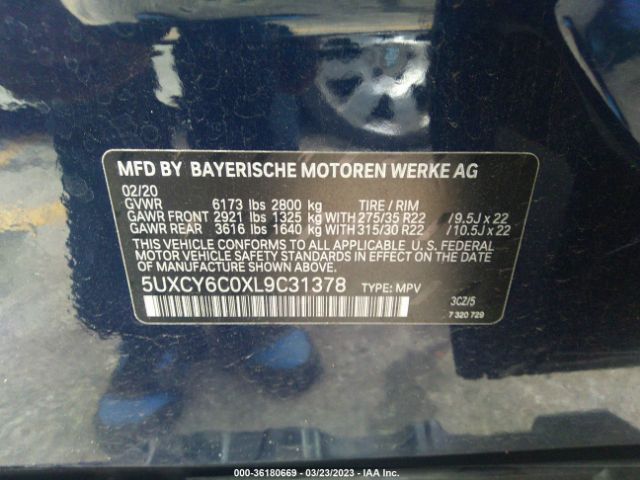 MFD BY BAYERISCHE MOTOREN WERKE AG
02/20
GVWR 6173 lbs 2800 kg TIRE / RIM
GAWR FRONT 2921 lbs 1325 kg WITH 275/35 R22 / 9.5J x 22
GAWR REAR 3616 lbs 1640 kg WITH 315/30 R22 / 10.5J x 22
THIS VEHICLE CONFORMS TO ALL APPLICABLE U. S. FEDERAL
MOTOR VEHICLE SAFETY STANDARDS IN EFFECT ON THE DATE OF
MANUFACTURE SHOWN ABOVE.
5UXCY6C0XL9C31378 TYPE: MPV
3CZ/5
7 320 729
000-36180669 — 03/23/2023 — IAA Inc.